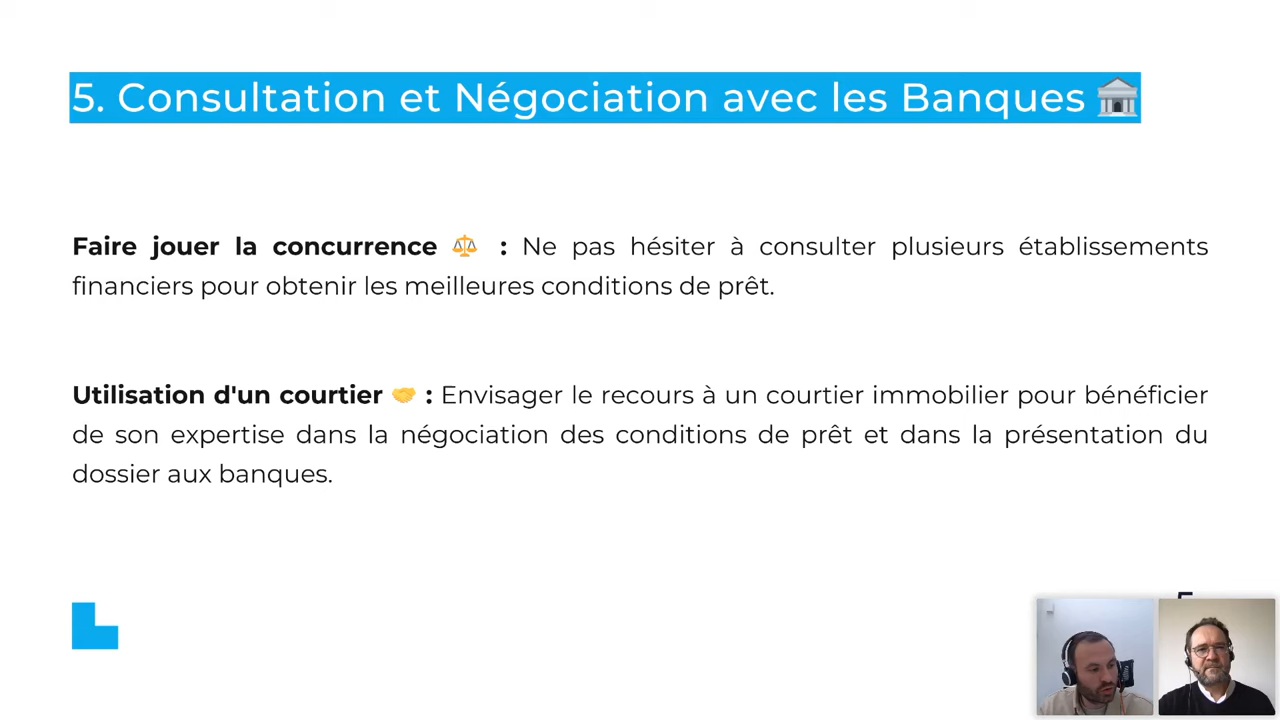 5. Consultation et Négociation avec les Banques 🏛️
Faire jouer la concurrence ⚖️ : Ne pas hésiter à consulter plusieurs établissements
financiers pour obtenir les meilleures conditions de prêt.
Utilisation d'un courtier 🤝 : Envisager le recours à un courtier immobilier pour bénéficier
de son expertise dans la négociation des conditions de prêt et dans la présentation du
dossier aux banques.